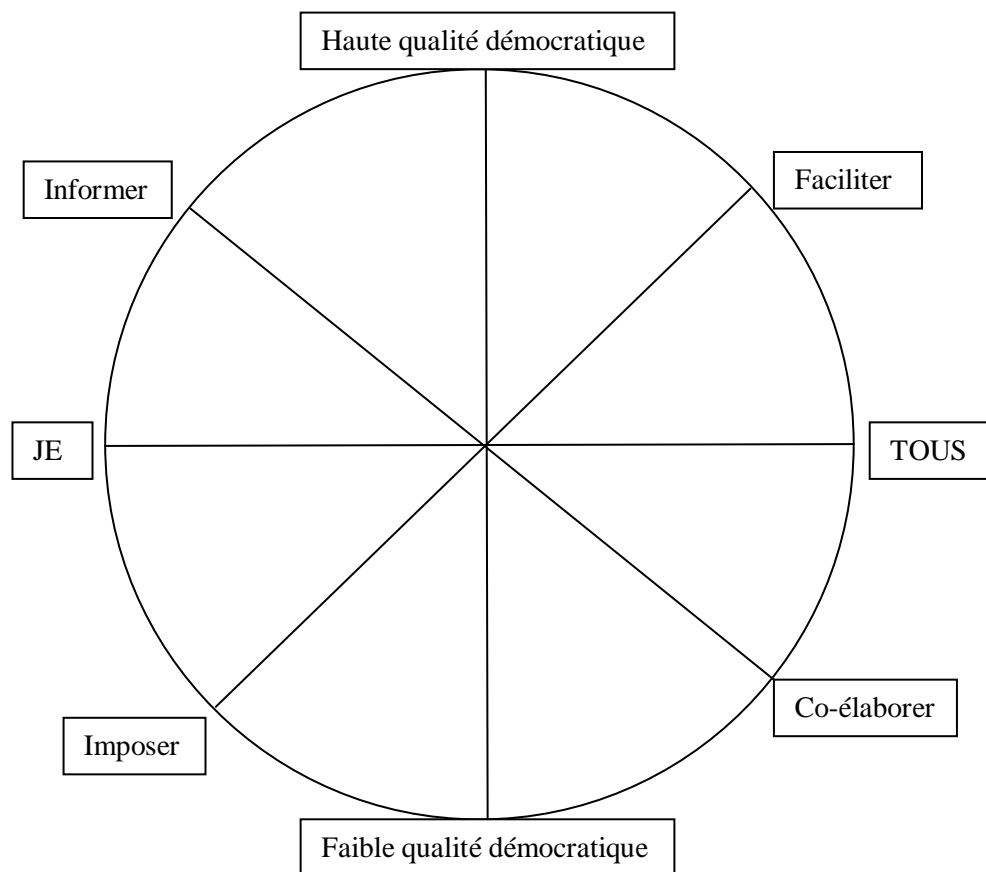 Haute qualité démocratique
Informer
Faciliter
JE
TOUS
Co-élaborer
Imposer
Faible qualité démocratique